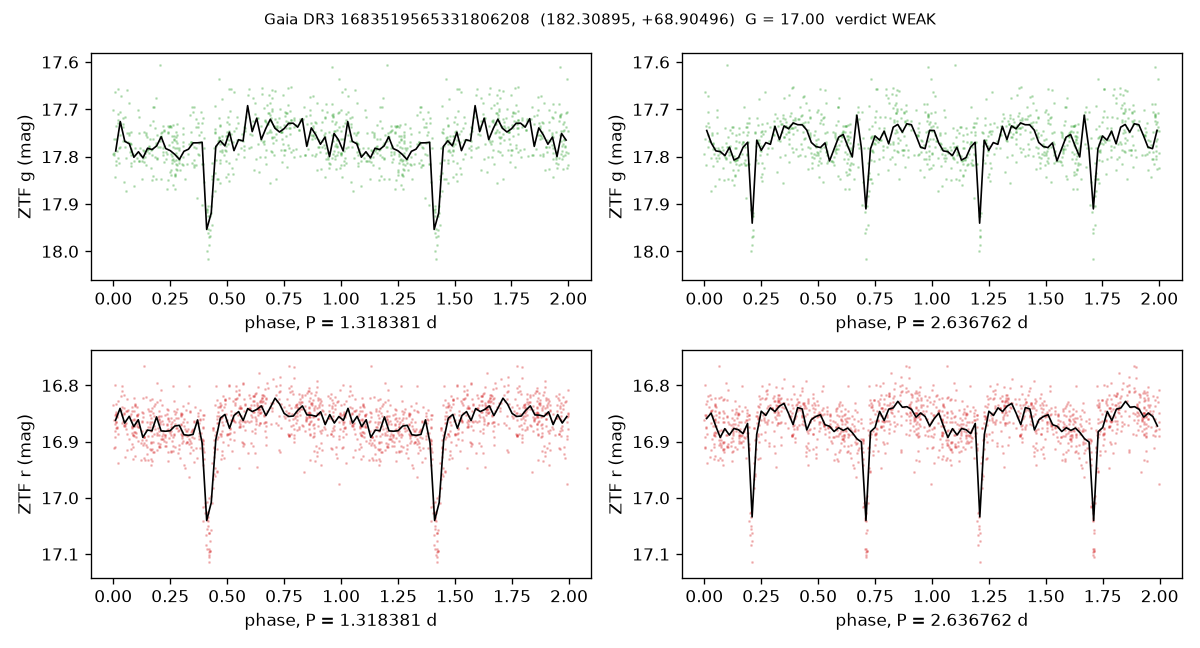 Gaia DR3 1683519565331806208 (182.30895, +68.90496) G = 17.00 verdict WEAK
17.6
17.7
17.8
17.9
18.0
ZTF g (mag)
0.00 0.25 0.50 0.75 1.00 1.25 1.50 1.75 2.00
phase, P = 1.318381 d
17.6
17.7
17.8
17.9
18.0
ZTF g (mag)
0.00 0.25 0.50 0.75 1.00 1.25 1.50 1.75 2.00
phase, P = 2.636762 d
16.8
16.9
17.0
17.1
ZTF r (mag)
0.00 0.25 0.50 0.75 1.00 1.25 1.50 1.75 2.00
phase, P = 1.318381 d
16.8
16.9
17.0
17.1
ZTF r (mag)
0.00 0.25 0.50 0.75 1.00 1.25 1.50 1.75 2.00
phase, P = 2.636762 d